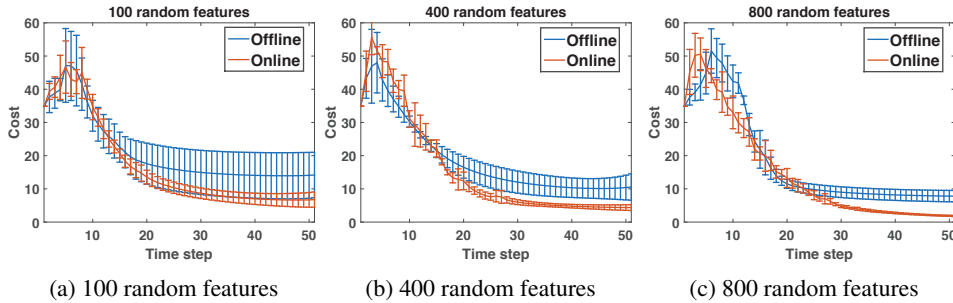 100 random features
400 random features
800 random features
Cost
60
50
40
30
20
10
0
10
20
30
40
50
Time step
Offline
Online
Cost
60
50
40
30
20
10
0
10
20
30
40
50
Time step
Offline
Online
Cost
60
50
40
30
20
10
0
10
20
30
40
50
Time step
Offline
Online
(a) 100 random features
(b) 400 random features
(c) 800 random features